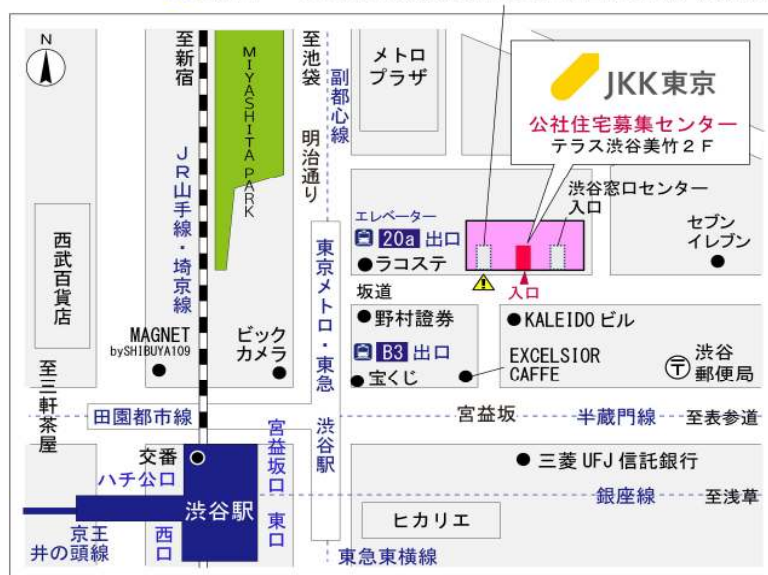 N
至新宿
MIYASHITA PARK
至池袋
明治通り
副都心線
メトロ
プラザ
JKK東京
公社住宅募集センター
テラス渋谷美竹2F
JR山手線・埼京線
渋谷窓口センター
入口
エレベーター
20a 出口
ラコステ
入口
セブン
イレブン
西武百貨店
東京メトロ・東急
渋谷駅
坂道
野村證券
KALEIDO ビル
MAGNET
bySHIBUYA109
ビック
カメラ
B3 出口
宝くじ
EXCELSIOR
CAFFE
〒 渋谷
郵便局
至三軒茶屋
田園都市線
宮益坂
半蔵門線
至表参道
交番
ハチ公口
宮益坂口
東口
三菱 UFJ 信託銀行
銀座線
至浅草
渋谷駅
京王
井の頭線
西口
ヒカリエ
東急東横線